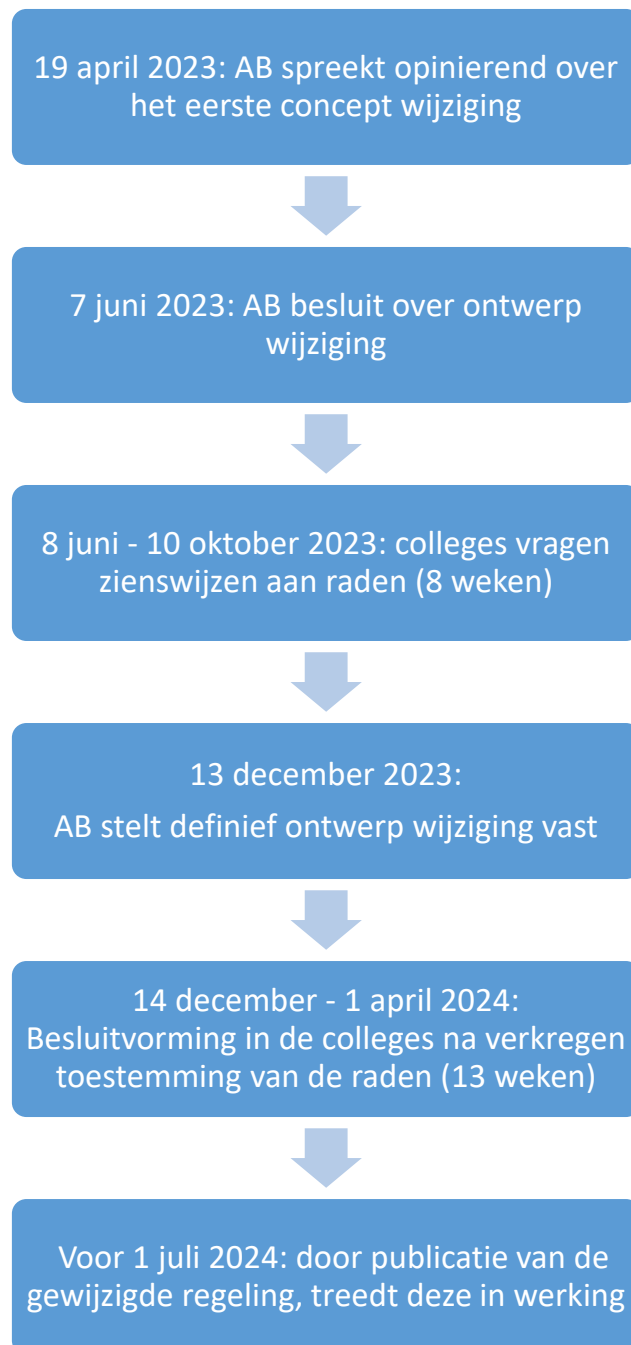 19 april 2023: AB spreekt opinierend over
het eerste concept wijziging
7 juni 2023: AB besluit over ontwerp
wijziging
8 juni - 10 oktober 2023: colleges vragen
zienswijzen aan raden (8 weken)
13 december 2023:
AB stelt definief ontwerp wijziging vast
14 december - 1 april 2024:
Besluitvorming in de colleges na verkregen
toestemming van de raden (13 weken)
Voor 1 juli 2024: door publicatie van de
gewijzigde regeling, treedt deze in werking